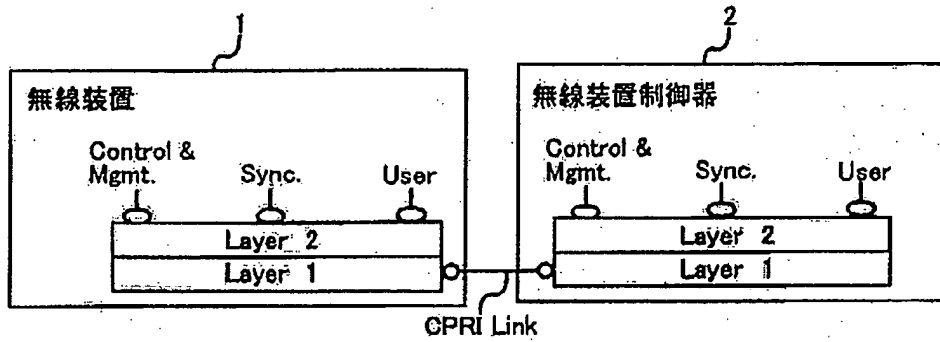 1
2
無線装置
無線装置制御器
Control &
Mgmt.
Sync.
User
Control &
Mgmt.
Sync.
User
Layer 2
Layer 2
Layer 1
Layer 1
CPRI Link